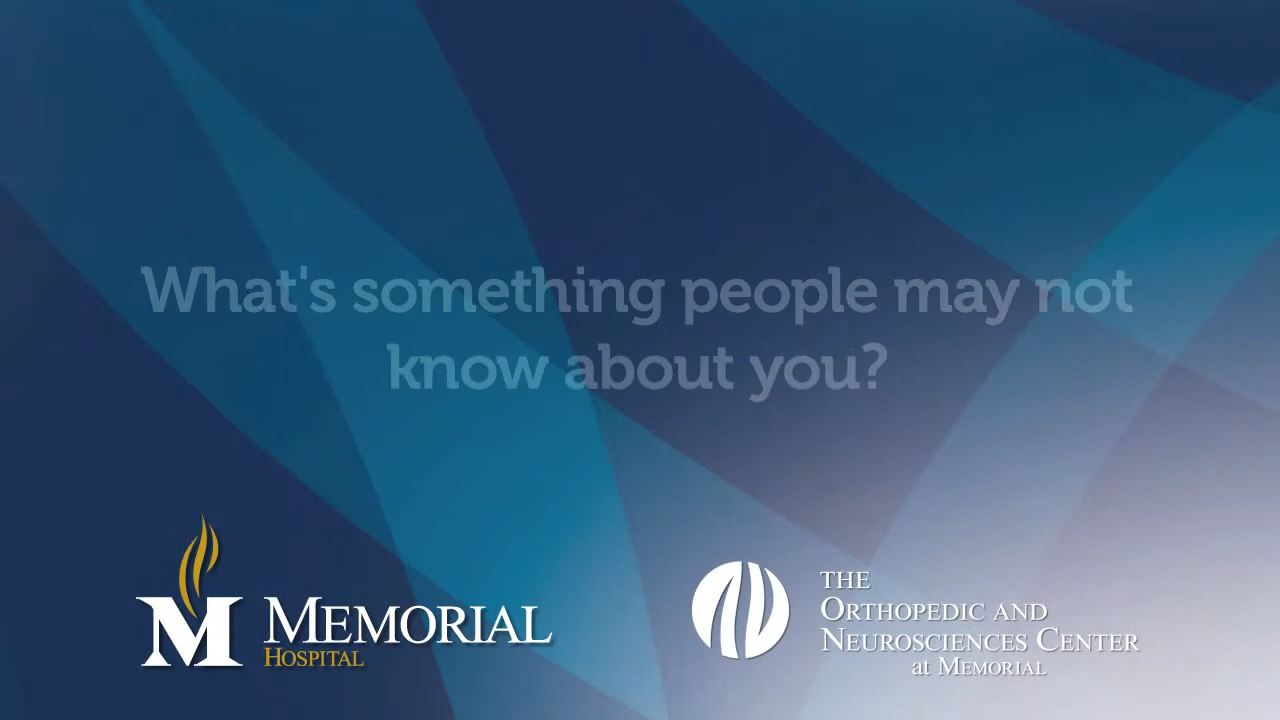 What's something people may not
know about you?
M MEMORIAL
HOSPITAL
THE
ORTHOPEDIC AND
NEUROSCIENCES CENTER
at MEMORIAL